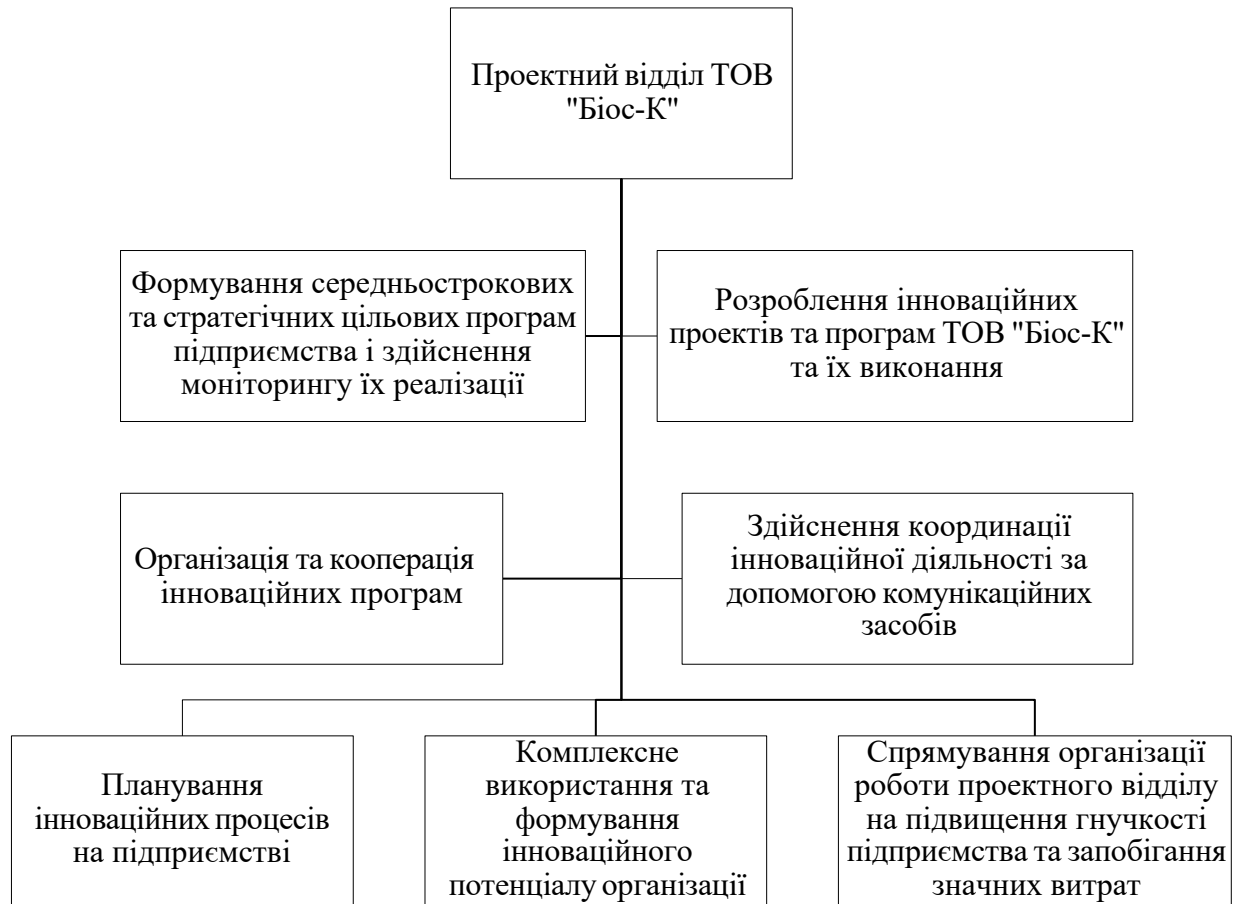 Проектний відділ ТОВ
"Біос-К"
Формування середньострокових
та стратегічних цільових програм
підприємства і здійснення
моніторингу їх реалізації
Розроблення інноваційних
проектів та програм ТОВ "Біос-К"
та їх виконання
Організація та кооперація
інноваційних програм
Здійснення координації
інноваційної діяльності за
допомогою комунікаційних
засобів
Планування
інноваційних процесів
на підприємстві
Комплексне
використання та
формування
інноваційного
потенціалу організації
Спрямування організації
роботи проектного відділу
на підвищення гнучкості
підприємства та запобігання
значних витрат